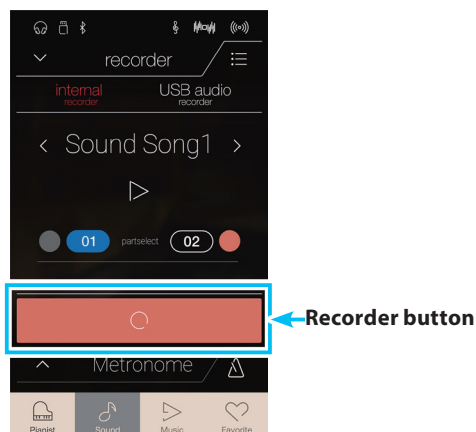 recorder
internal USB audio
recorder recorder
Sound Song1
01 partselect 02
Recorder button
Metronome
Pianist Sound Music Favorite